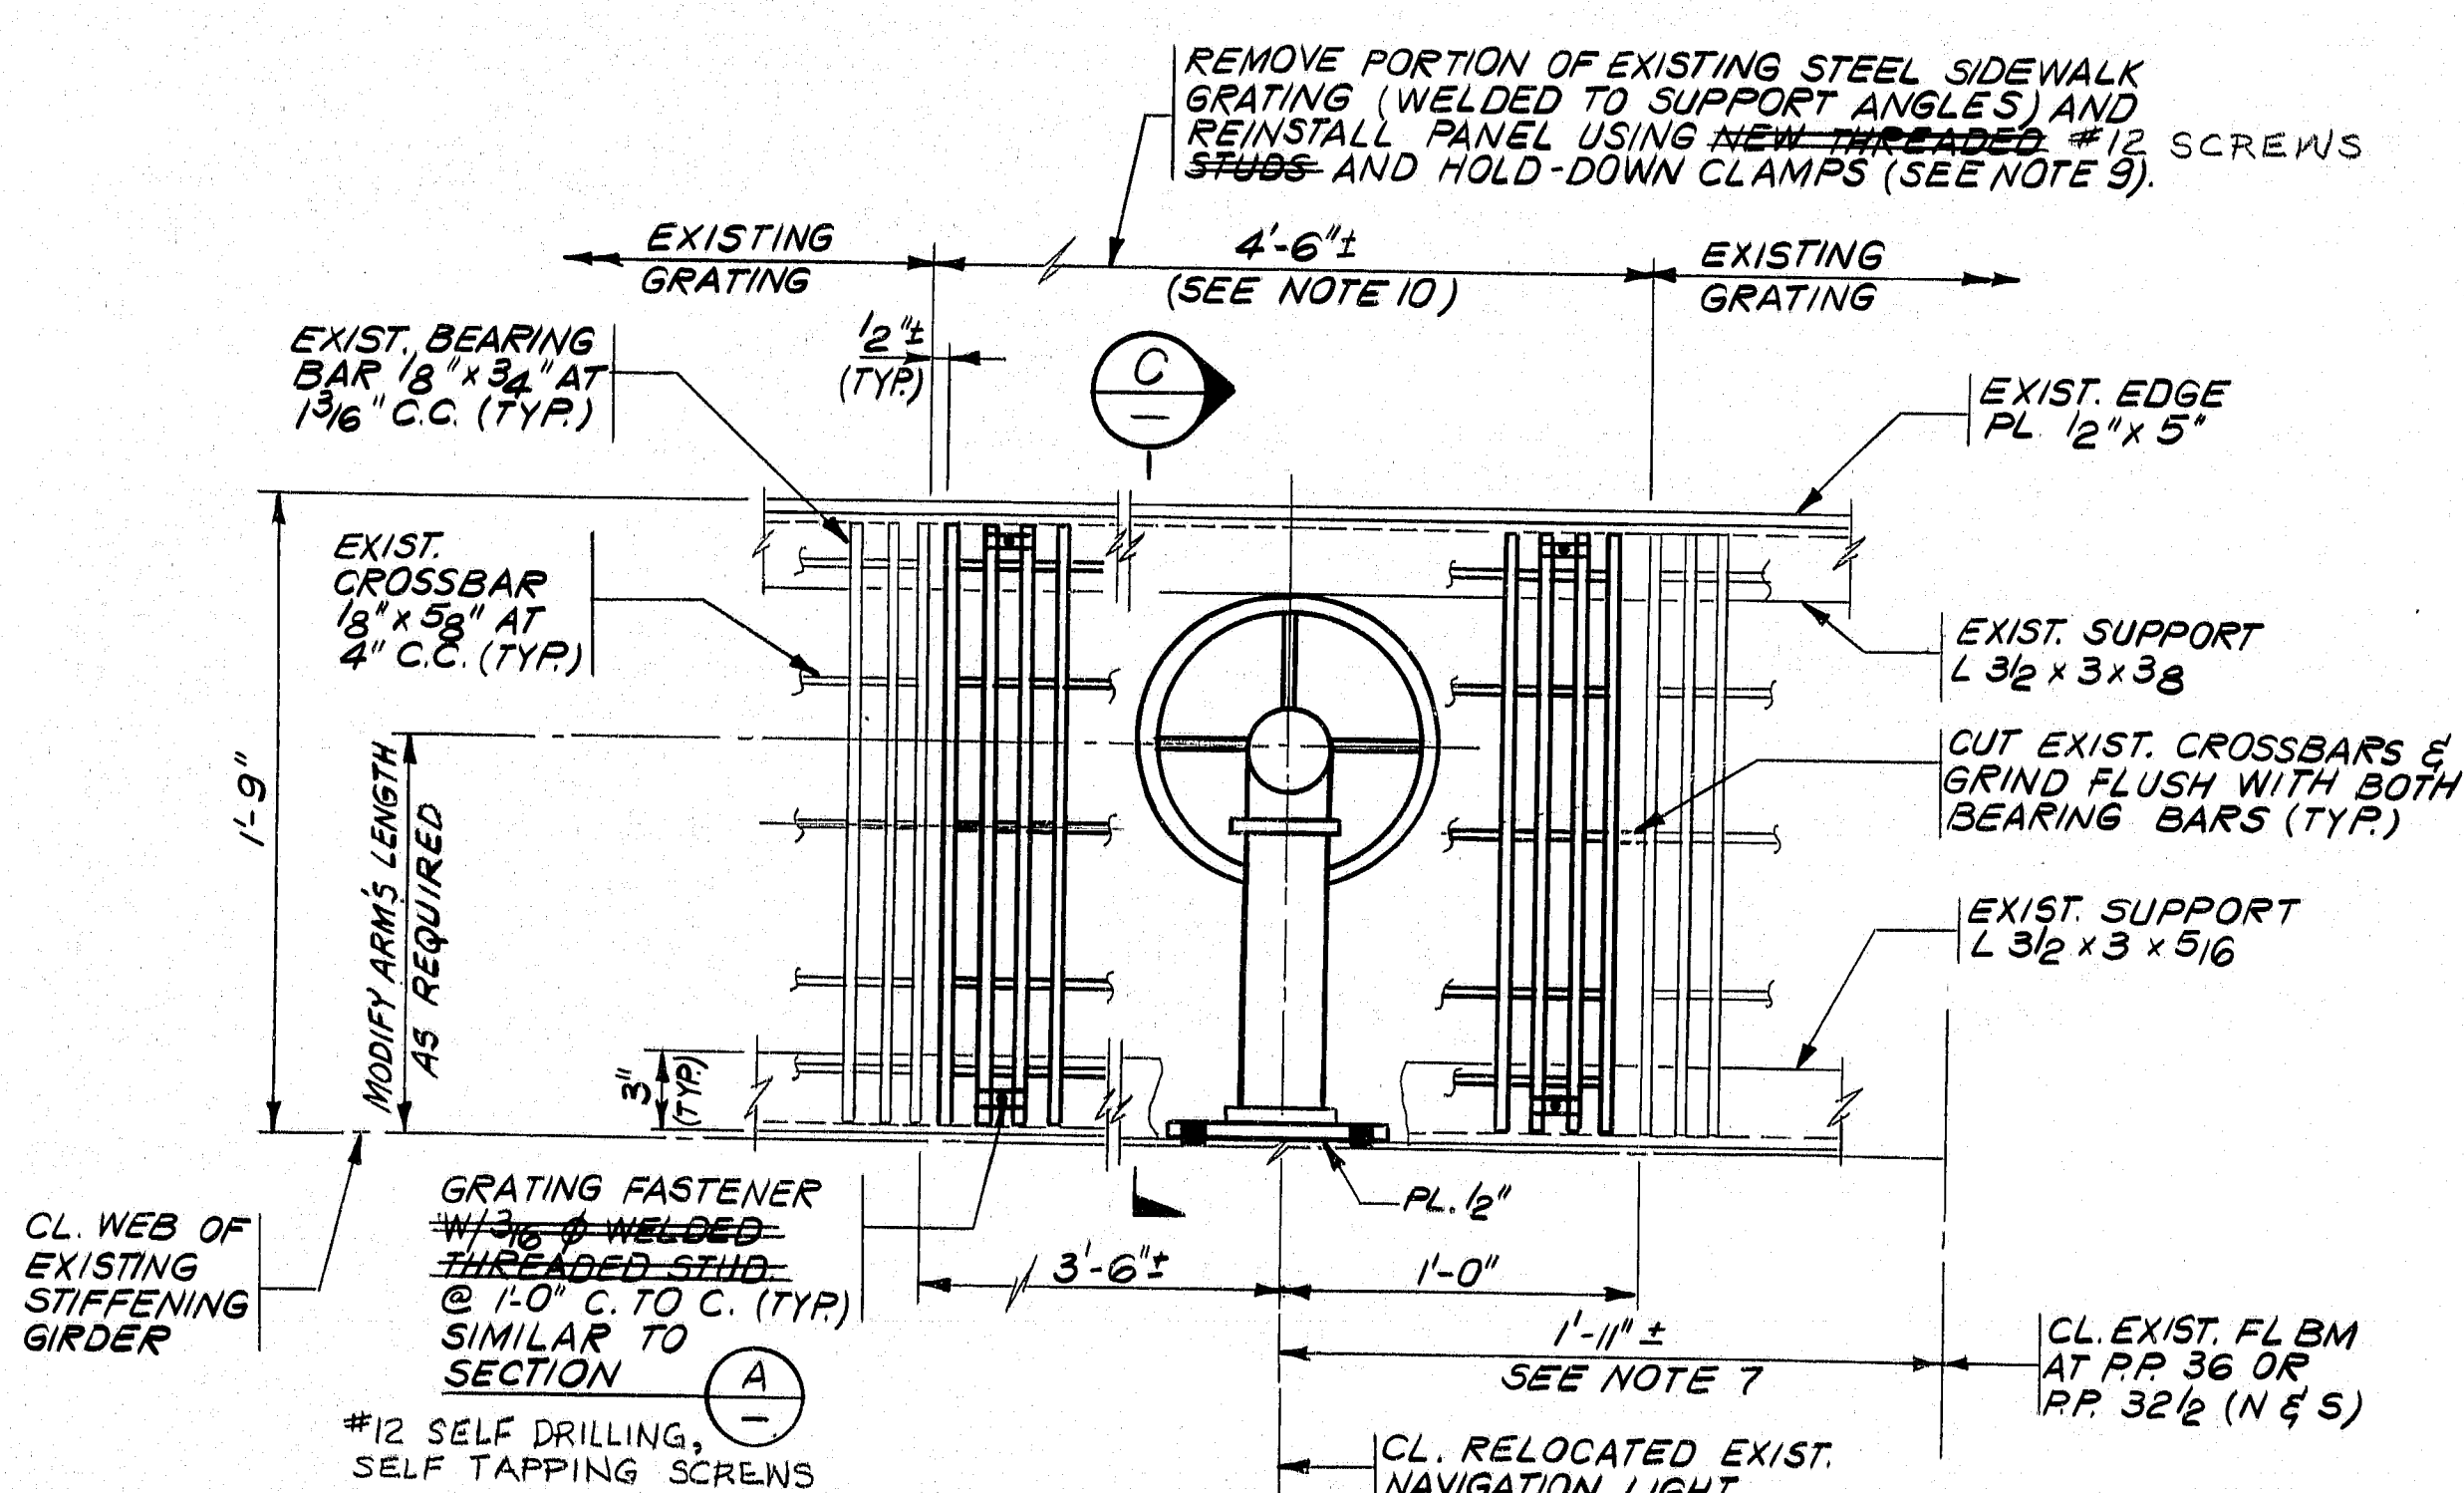 REMOVE PORTION OF EXISTING STEEL SIDEWALK
GRATING (WELDED TO SUPPORT ANGLES) AND
REINSTALL PANEL USING NEW THREADED #12 SCREWS
STUDS AND HOLD-DOWN CLAMPS (SEE NOTE 9).
EXISTING
GRATING
4'-6"±
(SEE NOTE 10)
EXISTING
GRATING
1/2"±
(TYP.)
C
EXIST. BEARING
BAR 1/8" x 3/4" AT
1 3/16" C.C. (TYP.)
EXIST. EDGE
PL. 1/2" x 5"
EXIST.
CROSSBAR
1/8" x 5/8" AT
4" C.C. (TYP.)
EXIST. SUPPORT
L 3 1/2 x 3 x 3/8
CUT EXIST. CROSSBARS &
GRIND FLUSH WITH BOTH
BEARING BARS (TYP.)
1'-9"
MODIFY ARM'S LENGTH
AS REQUIRED
EXIST. SUPPORT
L 3 1/2 x 3 x 5/16
3"
(TYP.)
PL. 1/2"
CL. WEB OF
EXISTING
STIFFENING
GIRDER
GRATING FASTENER
W/ 3/16 Ø WELDED
THREADED STUD.
@ 1'-0" C. TO C. (TYP.)
SIMILAR TO
SECTION A
#12 SELF DRILLING,
SELF TAPPING SCREWS
3'-6"±
1'-0"
1'-11" ±
SEE NOTE 7
CL. EXIST. FL BM
AT P.P. 36 OR
P.P. 32 1/2 (N & S)
CL. RELOCATED EXIST.
NAVIGATION LIGHT